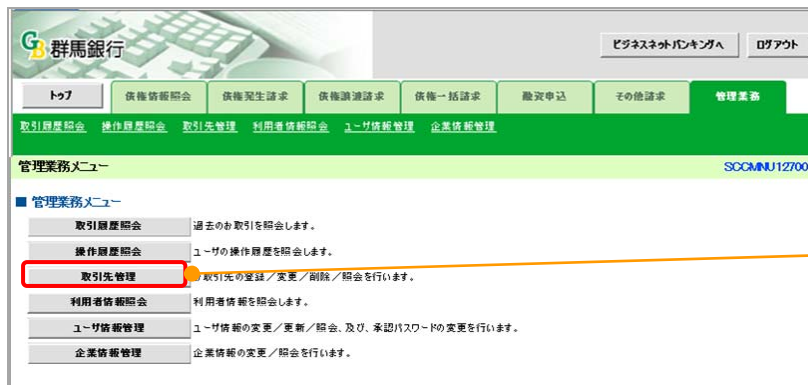 GB 群馬銀行
ビジネスネットバンキングへ ログアウト
トップ 債権情報照会 債権発生請求 債権譲渡請求 債権一括請求 融資申込 その他請求 管理業務
取引履歴照会 操作履歴照会 取引先管理 利用者情報照会 ユーザ情報管理 企業情報管理
管理業務メニュー SCCMNU12700
■ 管理業務メニュー
取引履歴照会 過去のお取引を照会します。
操作履歴照会 ユーザの操作履歴を照会します。
取引先管理 取引先の登録／変更／削除／照会を行います。
利用者情報照会 利用者情報を照会します。
ユーザ情報管理 ユーザ情報の変更／更新／照会、及び、承認パスワードの変更を行います。
企業情報管理 企業情報の変更／照会を行います。